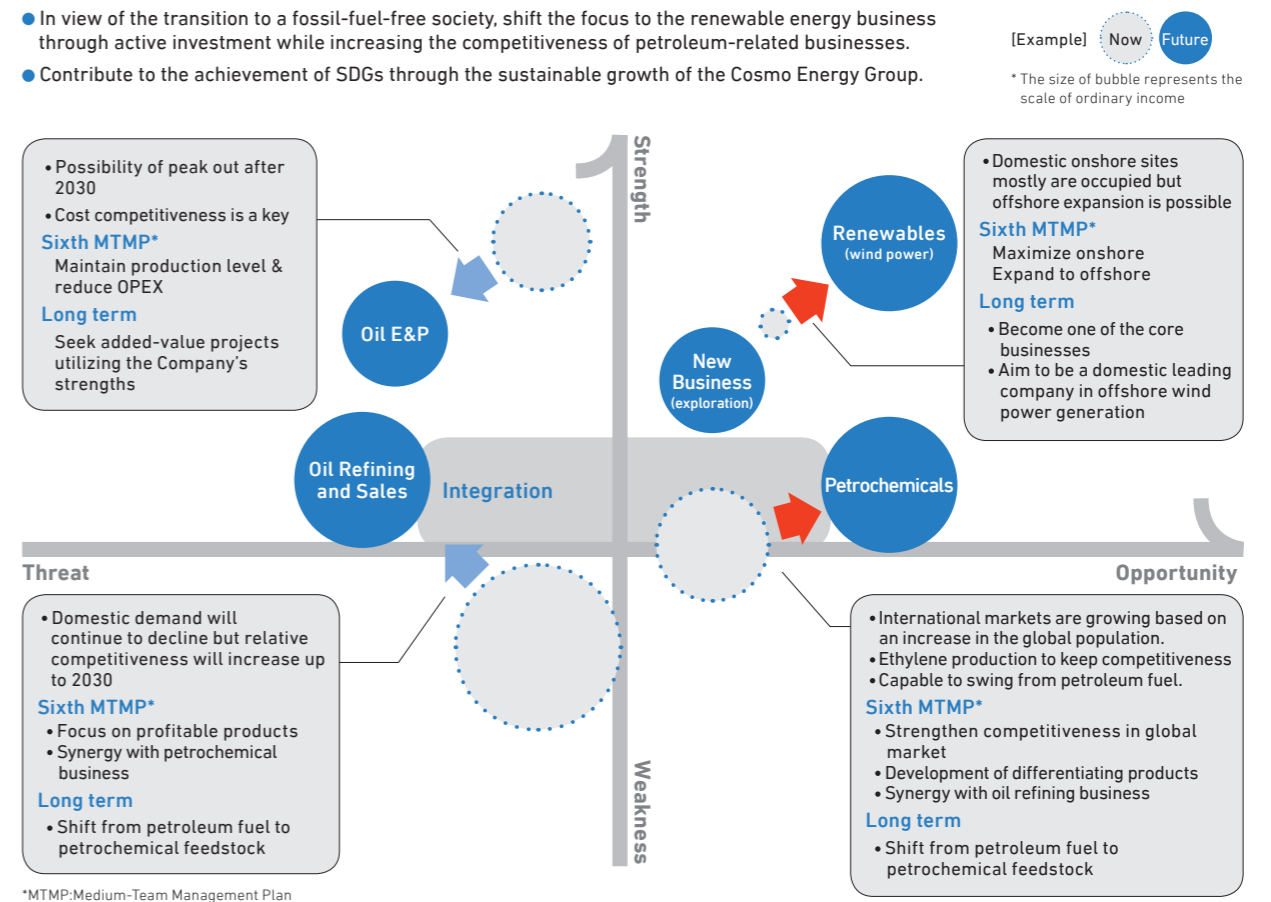 ● In view of the transition to a fossil-fuel-free society, shift the focus to the renewable energy business
through active investment while increasing the competitiveness of petroleum-related businesses.
● Contribute to the achievement of SDGs through the sustainable growth of the Cosmo Energy Group.
[Example] Now Future
* The size of bubble represents the
scale of ordinary income
• Possibility of peak out after
2030
• Cost competitiveness is a key
Sixth MTMP*
Maintain production level &
reduce OPEX
Long term
Seek added-value projects
utilizing the Company's
strengths
Strength
Oil E&P
Renewables
(wind power)
New
Business
(exploration)
• Domestic onshore sites
mostly are occupied but
offshore expansion is possible
Sixth MTMP*
Maximize onshore
Expand to offshore
Long term
• Become one of the core
businesses
• Aim to be a domestic leading
company in offshore wind
power generation
Oil Refining
and Sales
Integration
Petrochemicals
Threat
Opportunity
• Domestic demand will
continue to decline but relative
competitiveness will increase up
to 2030
Sixth MTMP*
• Focus on profitable products
• Synergy with petrochemical
business
Long term
• Shift from petroleum fuel to
petrochemical feedstock
Weakness
• International markets are growing based on
an increase in the global population.
• Ethylene production to keep competitiveness
• Capable to swing from petroleum fuel.
Sixth MTMP*
• Strengthen competitiveness in global
market
• Development of differentiating products
• Synergy with oil refining business
Long term
• Shift from petroleum fuel to
petrochemical feedstock
*MTMP:Medium-Team Management Plan